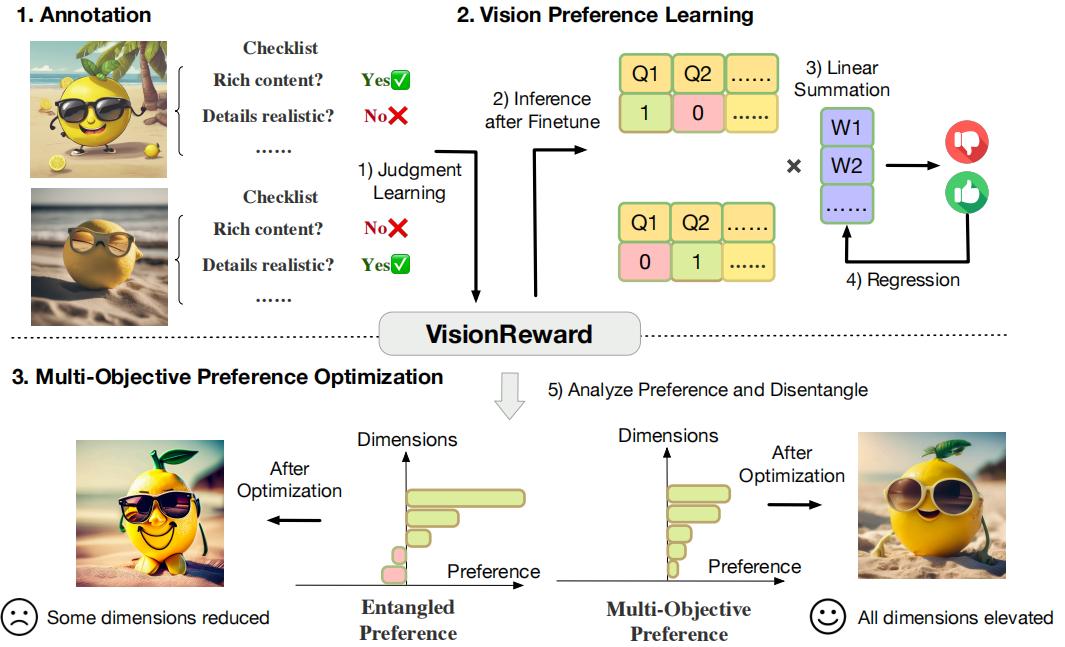 1. Annotation
Checklist
Rich content? Yes
Details realistic? No
......
Checklist
Rich content? No
Details realistic? Yes
......
1) Judgment
Learning
2. Vision Preference Learning
2) Inference
after Finetune
Q1 Q2 ......
1 0 ......
Q1 Q2 ......
0 1 ......
3) Linear
Summation
W1
W2
......
4) Regression
VisionReward
3. Multi-Objective Preference Optimization
5) Analyze Preference and Disentangle
After
Optimization
Dimensions
Preference
Entangled
Preference
Some dimensions reduced
Dimensions
Preference
Multi-Objective
Preference
After
Optimization
All dimensions elevated